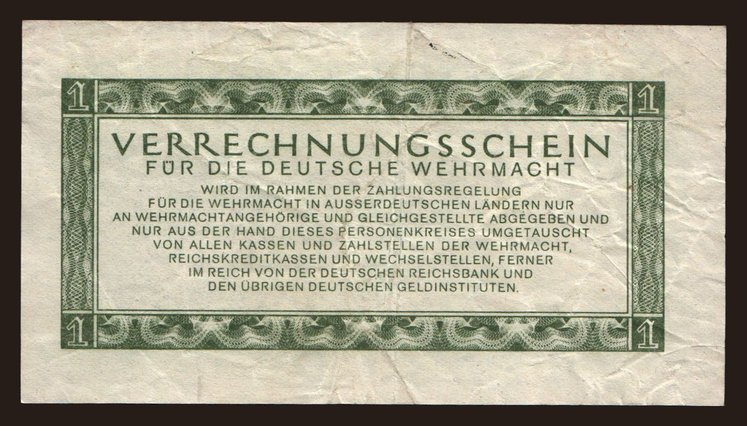 1 1
VERRECHNUNGSSCHEIN
FÜR DIE DEUTSCHE WEHRMACHT
WIRD IM RAHMEN DER ZAHLUNGSREGELUNG
FÜR DIE WEHRMACHT IN AUSSERDEUTSCHEN LÄNDERN NUR
AN WEHRMACHTANGEHÖRIGE UND GLEICHGESTELLTE ABGEGEBEN UND
NUR AUS DER HAND DIESES PERSONENKREISES UMGETAUSCHT
VON ALLEN KASSEN UND ZAHLSTELLEN DER WEHRMACHT,
REICHSKREDITKASSEN UND WECHSELSTELLEN, FERNER
IM REICH VON DER DEUTSCHEN REICHSBANK UND
DEN ÜBRIGEN DEUTSCHEN GELDINSTITUTEN.
1 1